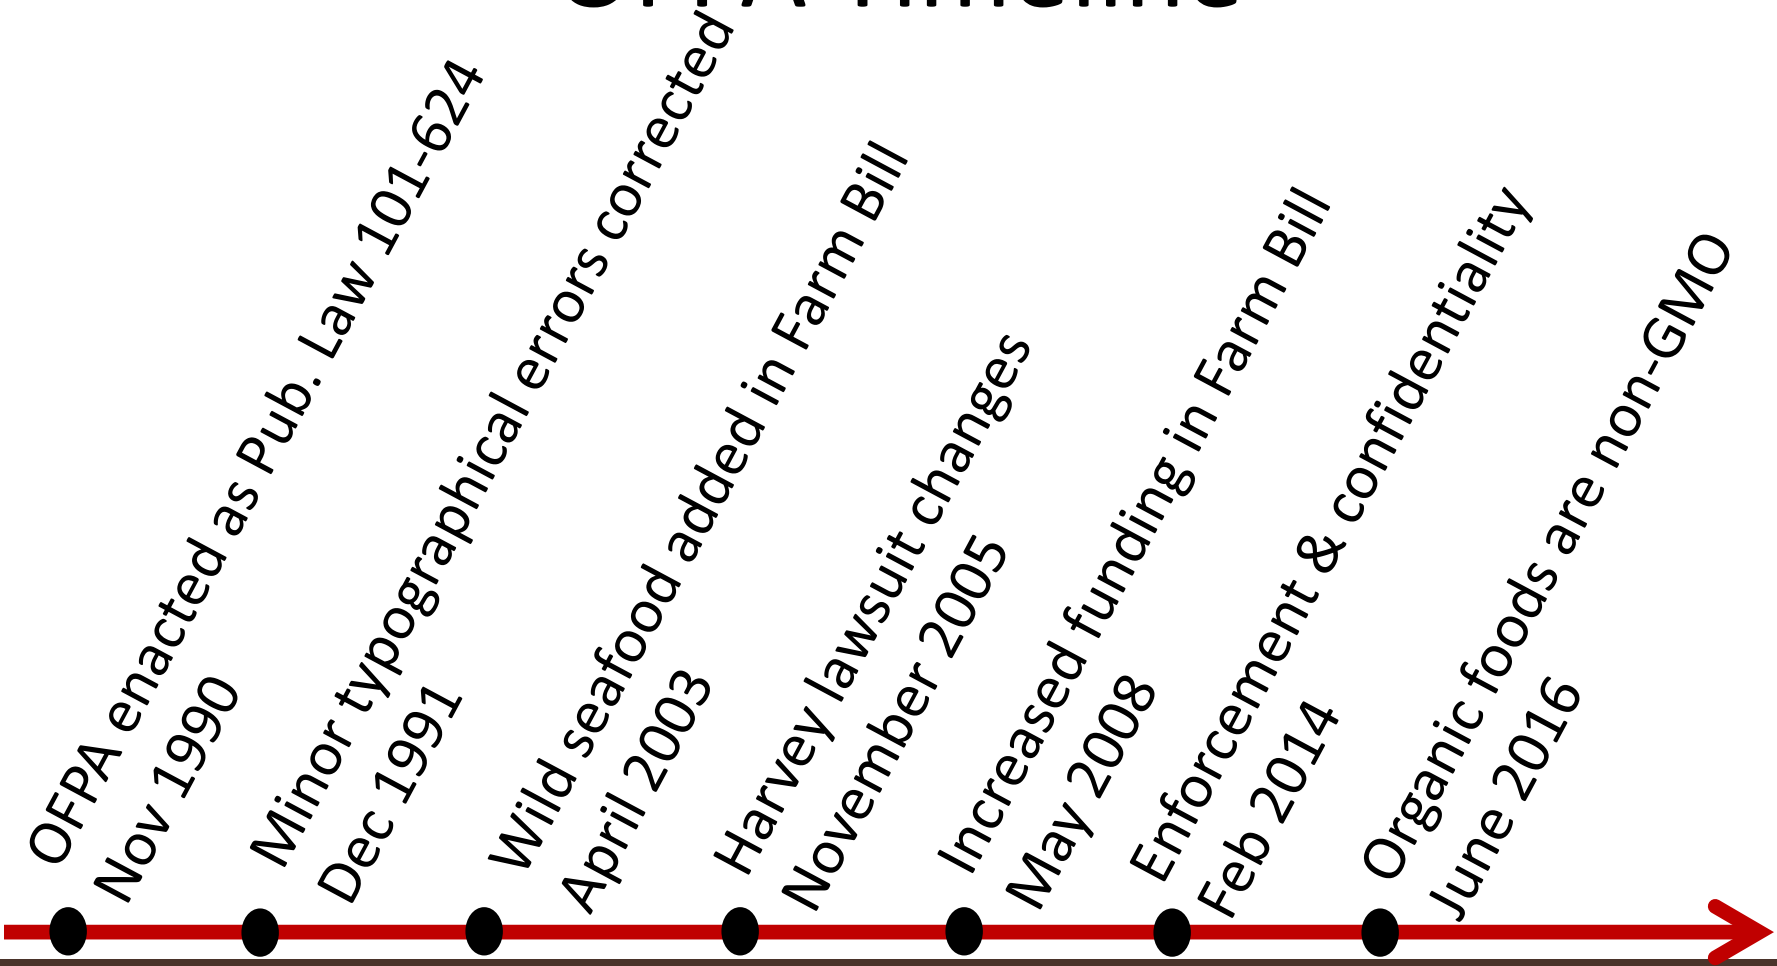 OFPA Timeline
OFPA enacted as Pub. Law 101-624
Nov 1990
Minor typographical errors corrected
Dec 1991
Wild seafood added in Farm Bill
April 2003
Harvey lawsuit changes
November 2005
Increased funding in Farm Bill
May 2008
Enforcement & confidentiality
Feb 2014
Organic foods are non-GMO
June 2016